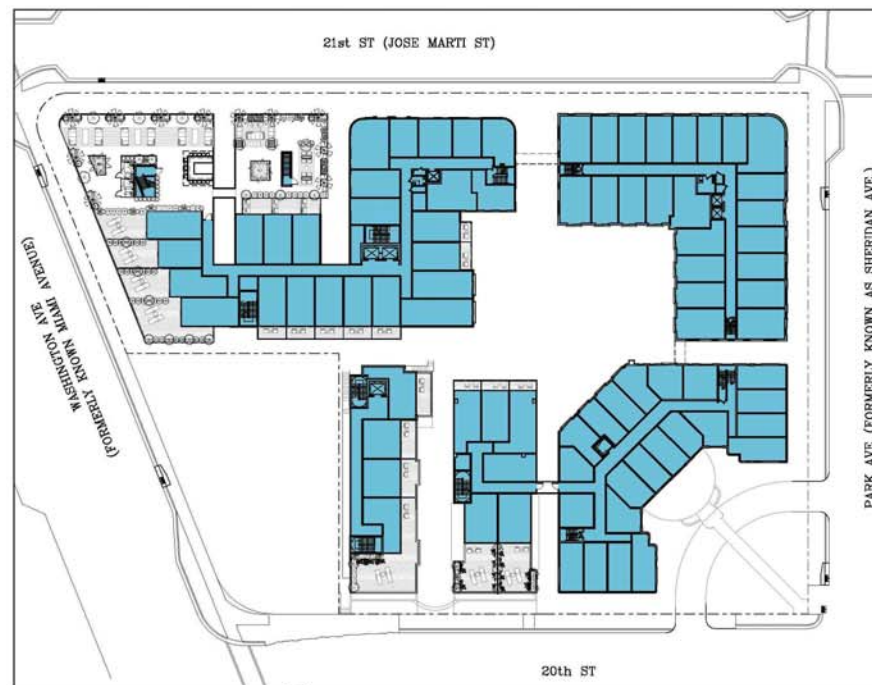 21st ST (JOSE MARTI ST)
WASHINGTON AVE
(FORMERLY KNOWN MIAMI AVENUE)
PARK AVE (FORMERLY KNOWN AS SHERIDAN AVE)
20th ST